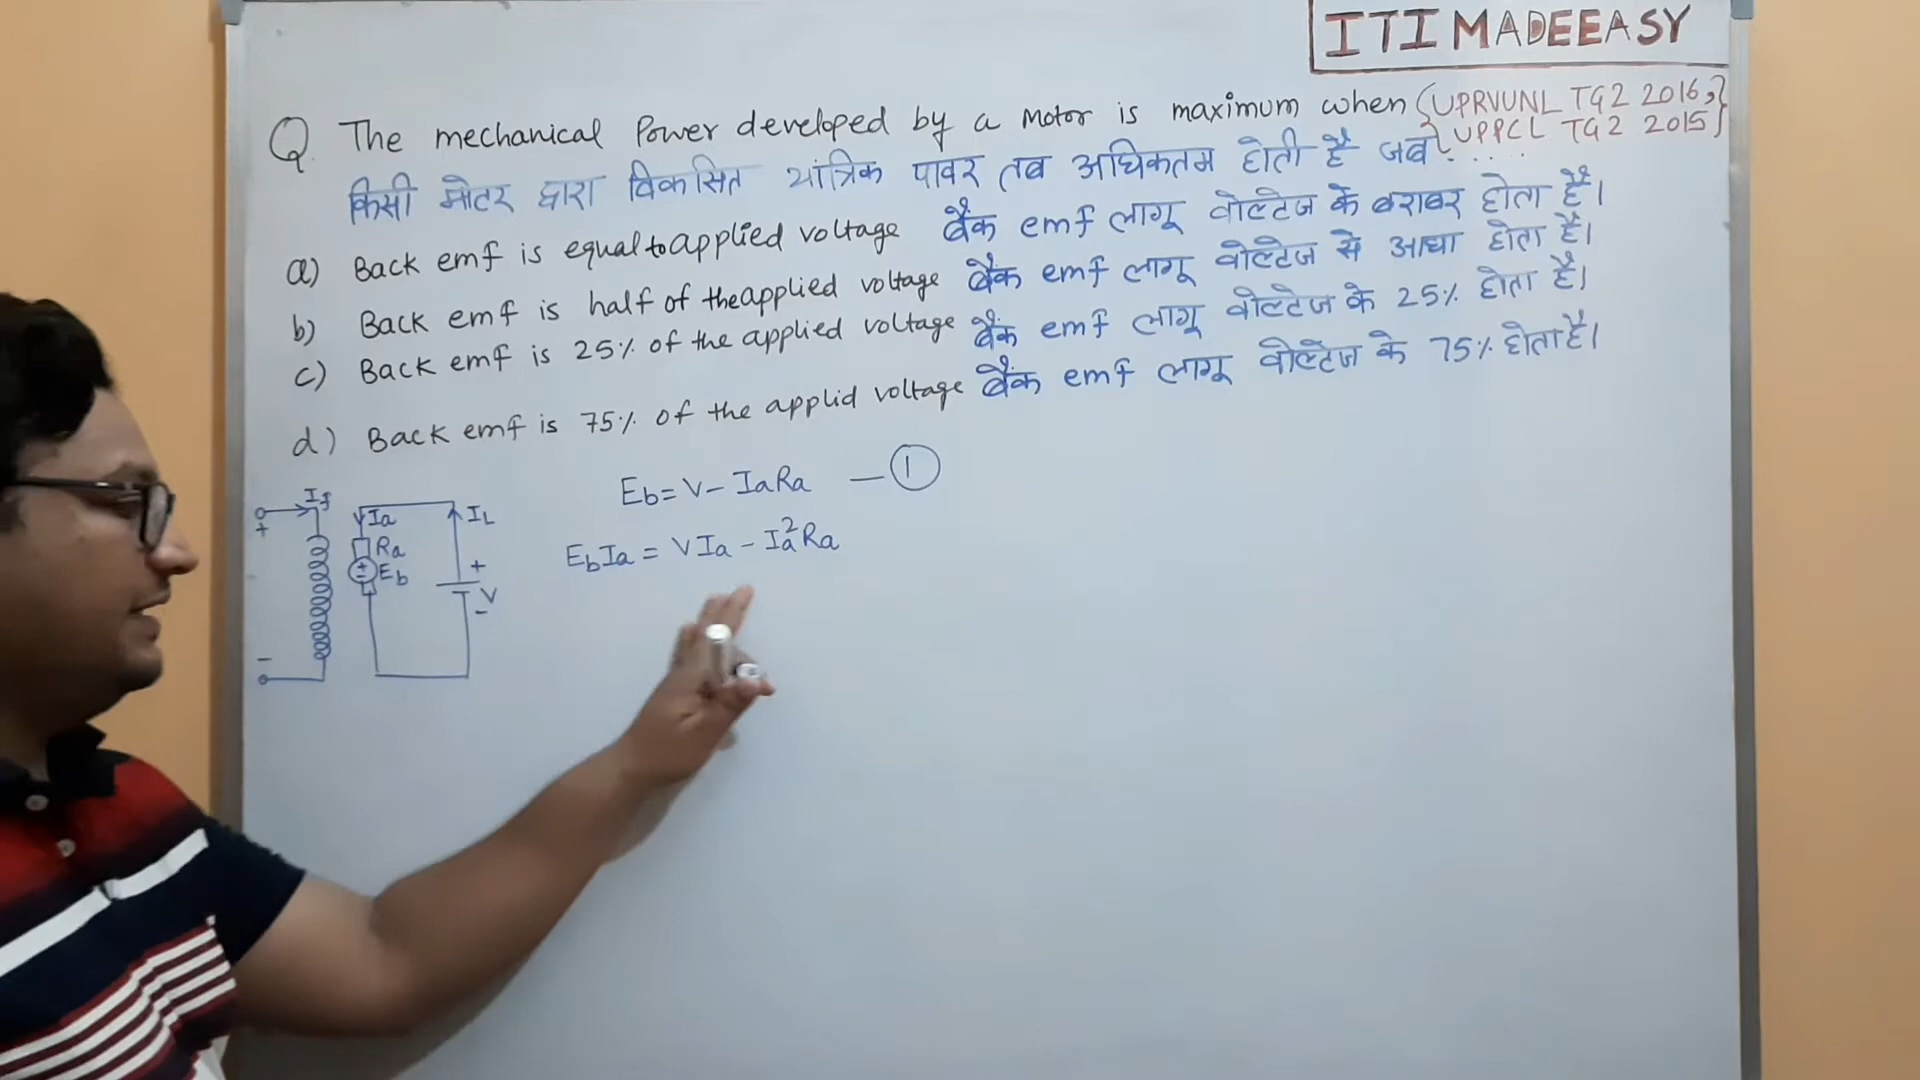 ITI MADEEASY
Q. The mechanical Power developed by a Motor is maximum when {UPRVUNL TG2 2016,
UPPCL TG2 2015}
किसी मोटर द्वारा विकसित यांत्रिक पावर तब अधिकतम होती है जब.....
a) Back emf is equal to applied voltage बैक emf लागू वोल्टेज के बराबर होता है।
b) Back emf is half of the applied voltage बैक emf लागू वोल्टेज से आधा होता है।
c) Back emf is 25% of the applied voltage बैक emf लागू वोल्टेज के 25% होता है।
d) Back emf is 75% of the applid voltage बैक emf लागू वोल्टेज के 75% होता है।
Eb = V - IaRa — ①
EbIa = VIa - Ia²Ra
+ If
Ia
Ra
Eb
IL
+
V
-
-